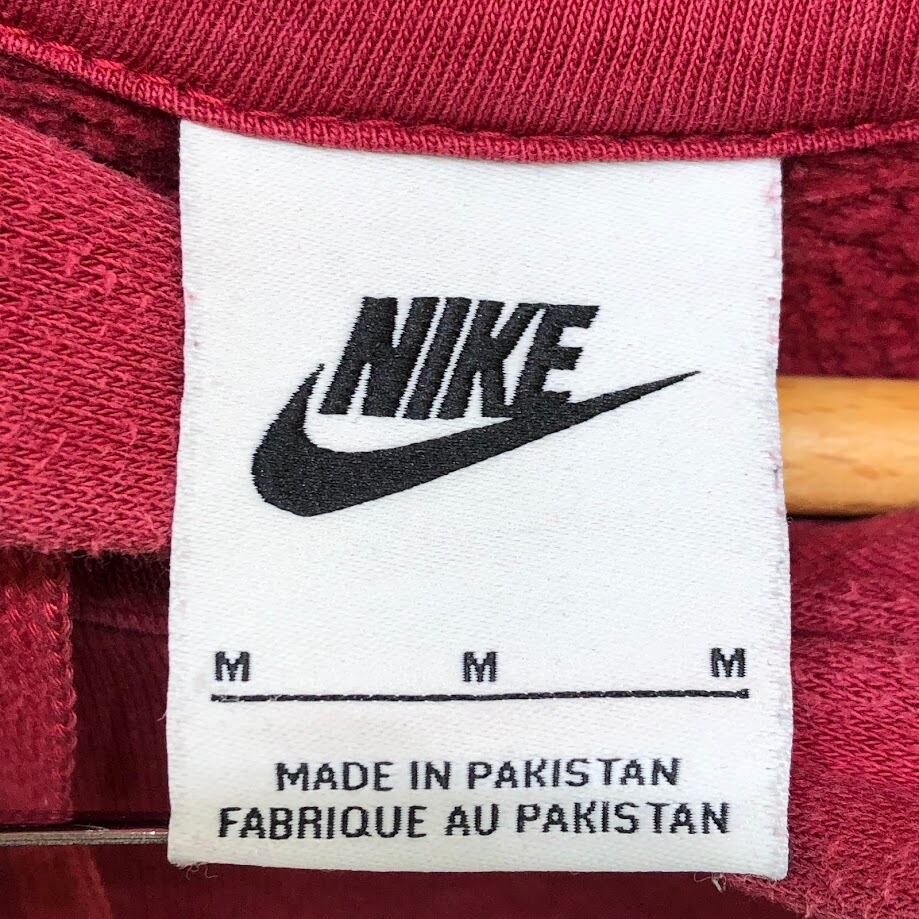 NIKE
M M M
MADE IN PAKISTAN
FABRIQUE AU PAKISTAN